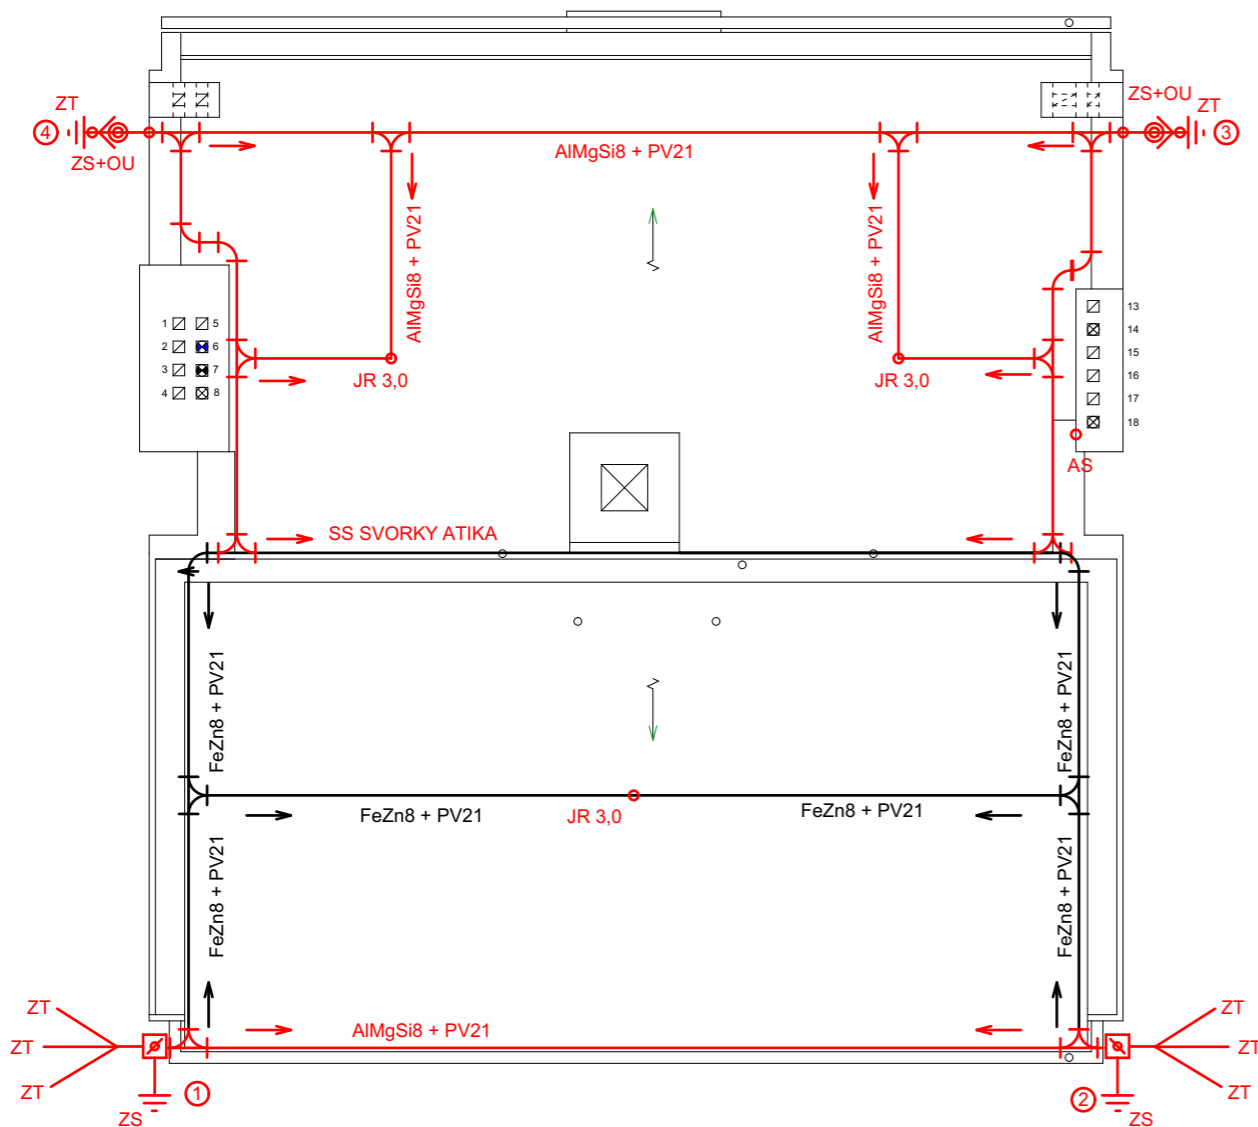 ZT
ZS+OU
ZT
4
3
ZS+OU
AlMgSi8 + PV21
AlMgSi8 + PV21
AlMgSi8 + PV21
1
5
2
6
3
7
4
8
13
14
15
16
17
18
JR 3,0
JR 3,0
AS
SS SVORKY ATIKA
FeZn8 + PV21
FeZn8 + PV21
FeZn8 + PV21
JR 3,0
FeZn8 + PV21
FeZn8 + PV21
FeZn8 + PV21
ZT
ZT
AlMgSi8 + PV21
ZT
ZT
ZT
ZT
1
2
ZS
ZS